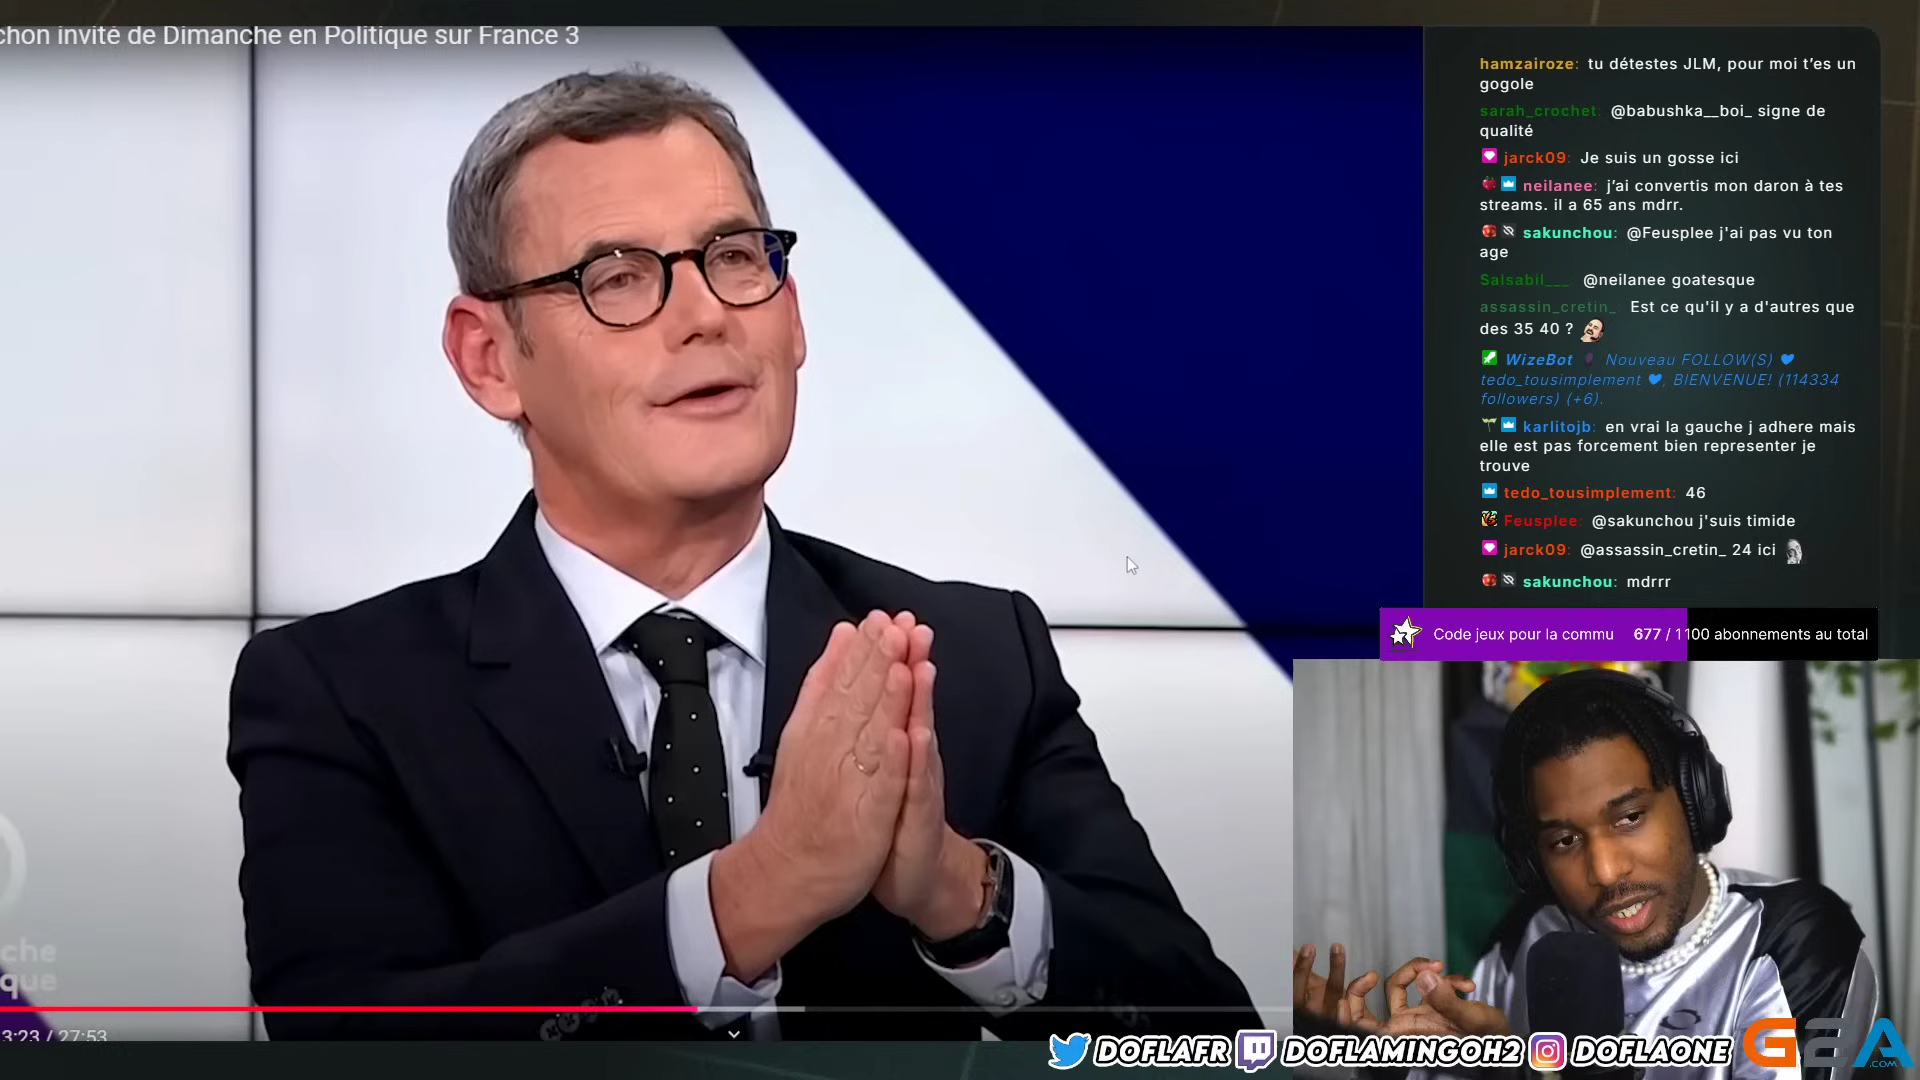 chon invité de Dimanche en Politique sur France 3
hamzairoze: tu détestes JLM, pour moi t'es un
gogole
sarah_crochet: @babushka__boi_ signe de
qualité
jarck09: Je suis un gosse ici
neilanee: j'ai convertis mon daron à tes
streams. il a 65 ans mdrr.
sakunchou: @Feusplee j'ai pas vu ton
age
Salsabil___: @neilanee goatesque
assassin_cretin_: Est ce qu'il y a d'autres que
des 35 40 ?
WizeBot Nouveau FOLLOW(S) ♥
tedo_tousimplement ♥, BIENVENUE! (114334
followers) (+6).
karlitojb: en vrai la gauche j adhere mais
elle est pas forcement bien representer je
trouve
tedo_tousimplement: 46
Feusplee: @sakunchou j'suis timide
jarck09: @assassin_cretin_ 24 ici
sakunchou: mdrrr
Code jeux pour la commu 677 / 1100 abonnements au total
che
que
3:23 / 27:53
DOFLAFR DOFLAMINGOH2 DOFLAONE G2A
.COM